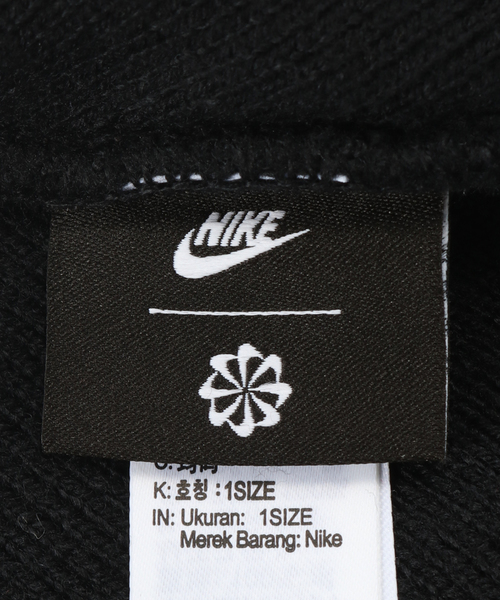 NIKE
K: 호칭 : 1SIZE
IN: Ukuran: 1SIZE
Merek Barang: Nike